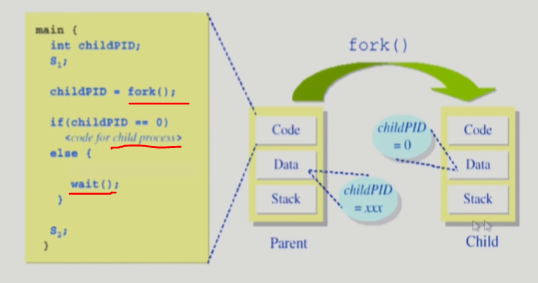 main {
int childPID;
S1;
childPID = fork();
if(childPID == 0)
<code for child process>
else {
wait();
}
S2;
}
fork()
Code
Data
Stack
Parent
childPID
= xxx
childPID
= 0
Code
Data
Stack
Child